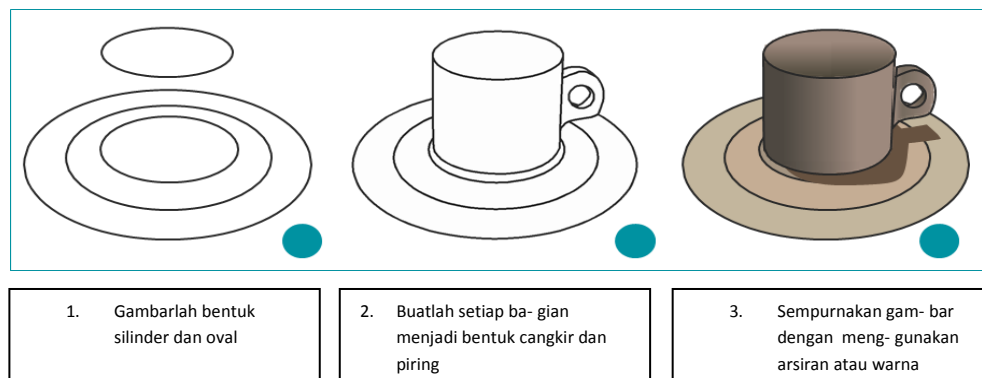 1. Gambarlah bentuk
silinder dan oval
2. Buatlah setiap ba- gian
menjadi bentuk cangkir dan
piring
3. Sempurnakan gam- bar
dengan meng- gunakan
arsiran atau warna